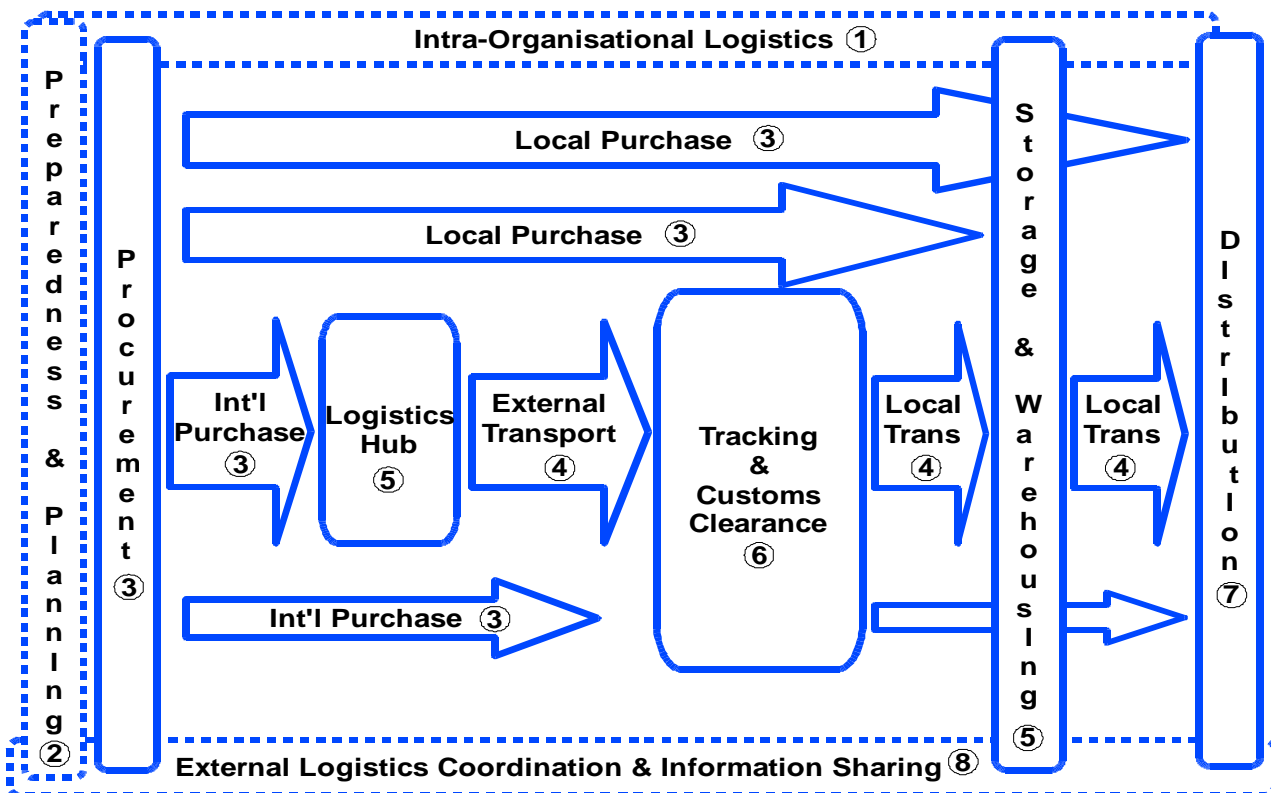 Intra-Organisational Logistics ①
Preparedness & PlannIng ②
Procurement ③
Local Purchase ③
Local Purchase ③
Int'l
Purchase
③
Logistics
Hub
⑤
External
Transport
④
Tracking
&
Customs
Clearance
⑥
Local
Trans
④
Storage & WarehousIng ⑤
Local
Trans
④
DIstrIbutIon ⑦
Int'l Purchase ③
External Logistics Coordination & Information Sharing ⑧